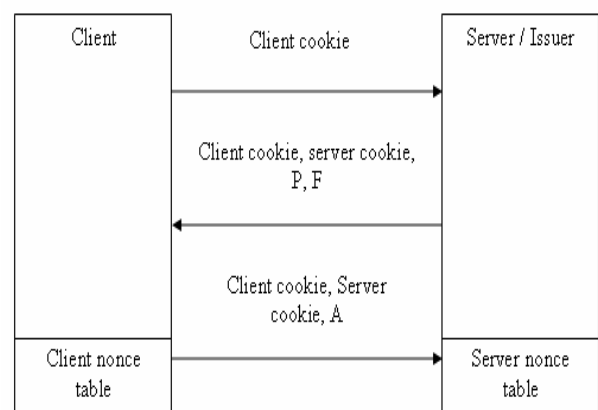 Client
Client cookie
Server / Issuer
Client cookie, server cookie,
P, F
Client cookie, Server
cookie, A
Client nonce
table
Server nonce
table